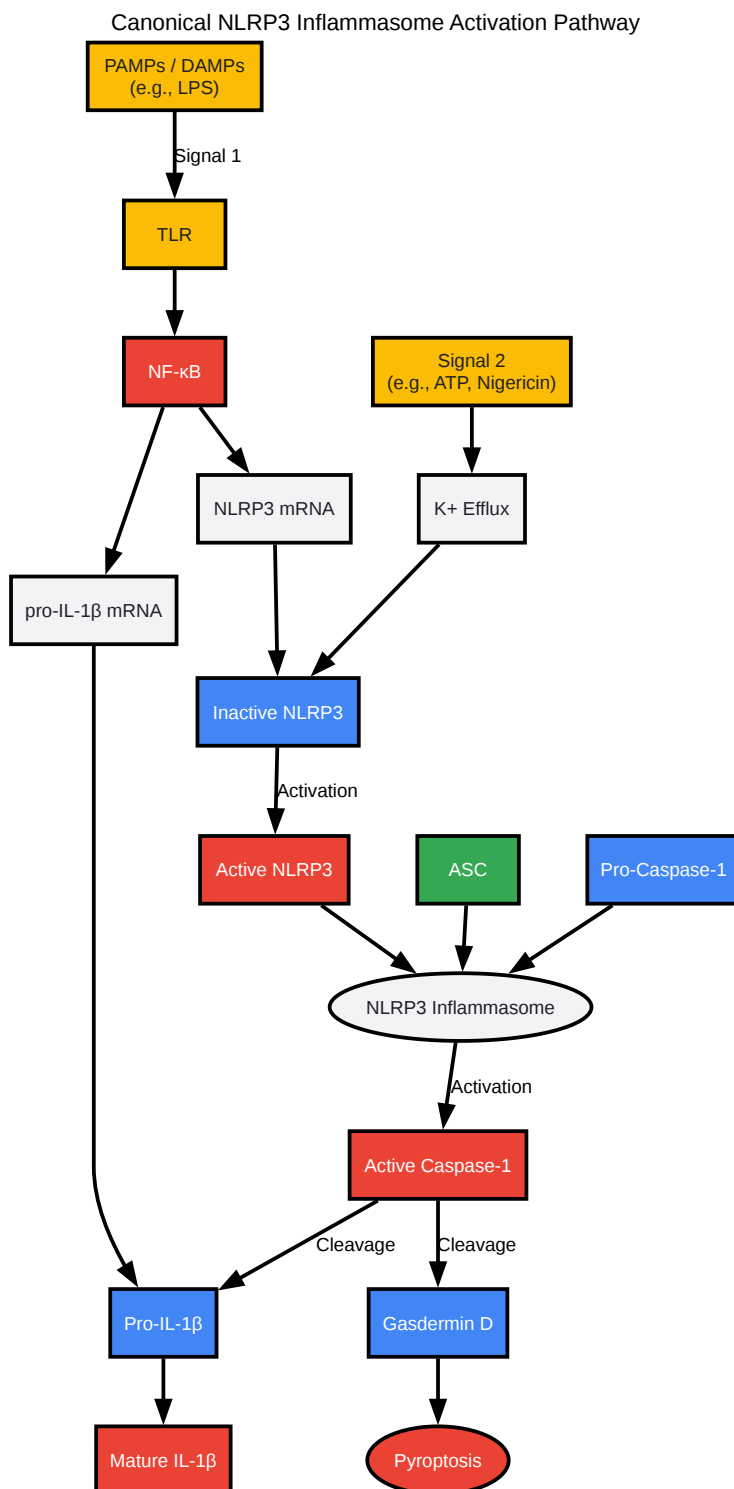 Canonical NLRP3 Inflammasome Activation Pathway
PAMPs / DAMPs
(e.g., LPS)
Signal 1
TLR
NF-κB
Signal 2
(e.g., ATP, Nigericin)
NLRP3 mRNA
K+ Efflux
pro-IL-1β mRNA
Inactive NLRP3
Activation
Active NLRP3
ASC
Pro-Caspase-1
NLRP3 Inflammasome
Activation
Active Caspase-1
Cleavage
Cleavage
Pro-IL-1β
Gasdermin D
Mature IL-1β
Pyroptosis